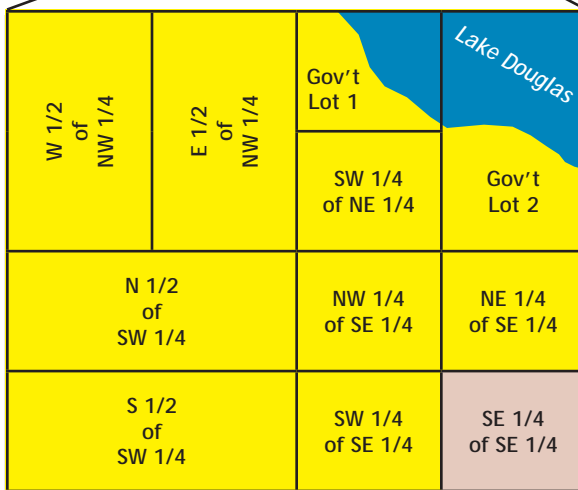 W 1/2
of
NW 1/4
E 1/2
of
NW 1/4
Gov't
Lot 1
Lake Douglas
SW 1/4
of NE 1/4
Gov't
Lot 2
N 1/2
of
SW 1/4
NW 1/4
of SE 1/4
NE 1/4
of SE 1/4
S 1/2
of
SW 1/4
SW 1/4
of SE 1/4
SE 1/4
of SE 1/4